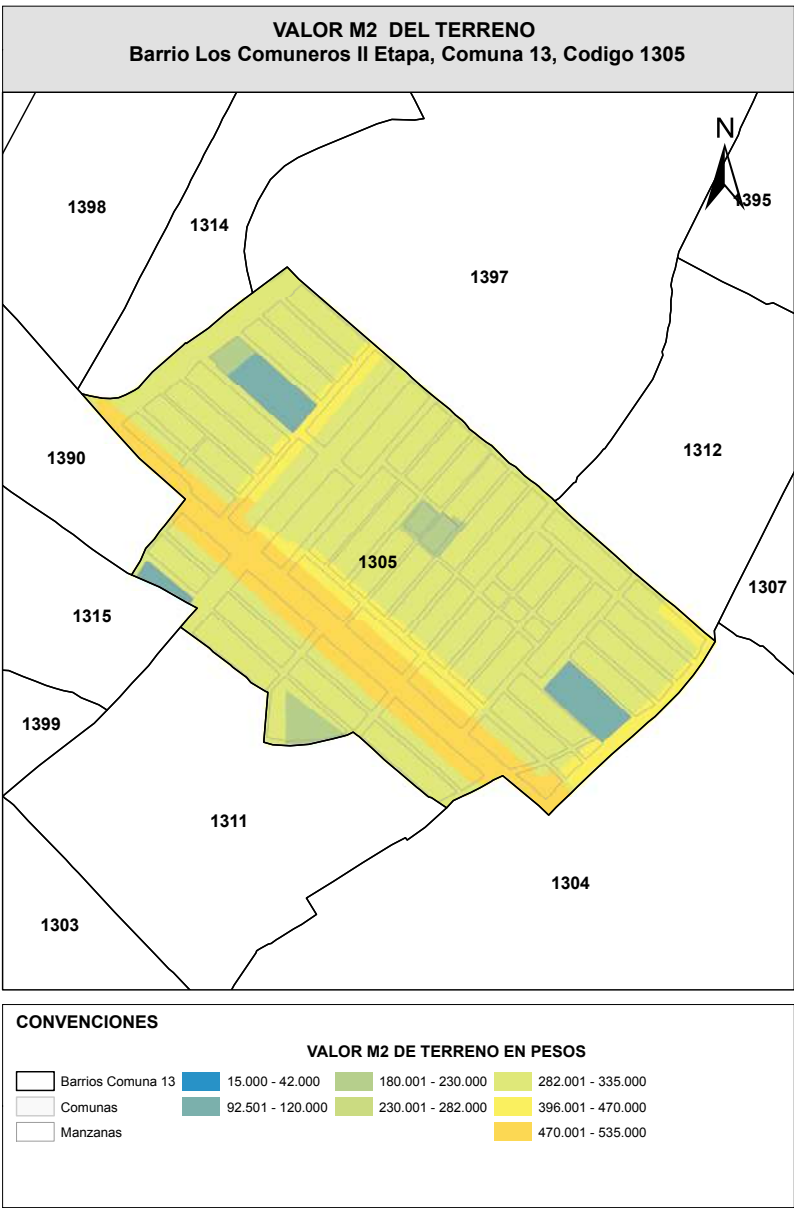 VALOR M2 DEL TERRENO
Barrio Los Comuneros II Etapa, Comuna 13, Codigo 1305
N
1398
1314
1395
1397
1390
1312
1305
1307
1315
1399
1311
1304
1303
CONVENCIONES
VALOR M2 DE TERRENO EN PESOS
Barrios Comuna 13 15.000 - 42.000 180.001 - 230.000 282.001 - 335.000
Comunas 92.501 - 120.000 230.001 - 282.000 396.001 - 470.000
Manzanas 470.001 - 535.000